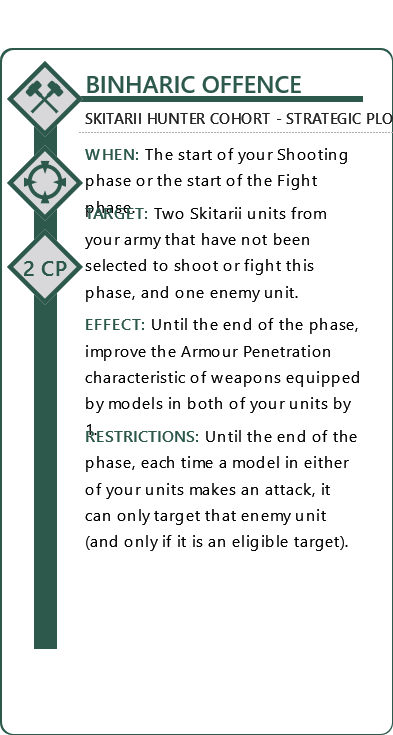 BINHARIC OFFENCE
SKITARII HUNTER COHORT - STRATEGIC PLO
WHEN: The start of your Shooting
phase or the start of the Fight
phase.
TARGET: Two Skitarii units from
your army that have not been
selected to shoot or fight this
phase, and one enemy unit.
2 CP
EFFECT: Until the end of the phase,
improve the Armour Penetration
characteristic of weapons equipped
by models in both of your units by
1.
RESTRICTIONS: Until the end of the
phase, each time a model in either
of your units makes an attack, it
can only target that enemy unit
(and only if it is an eligible target).